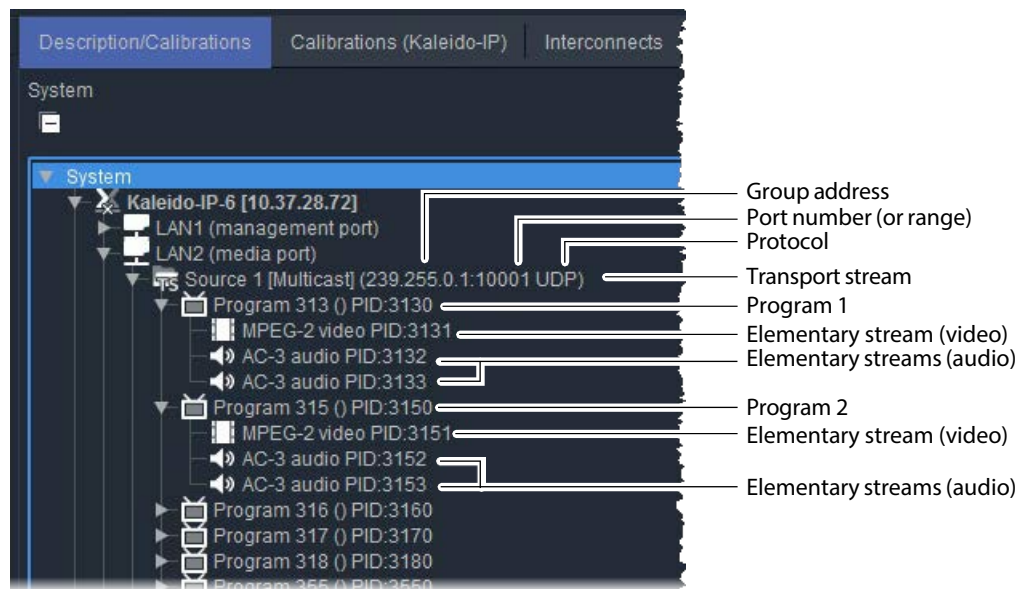 Description/Calibrations Calibrations (Kaleido-IP) Interconnects
System
System
Kaleido-IP-6 [10.37.28.72]
LAN1 (management port)
LAN2 (media port)
TS Source 1 [Multicast] (239.255.0.1:10001 UDP)
Program 313 () PID:3130
MPEG-2 video PID:3131
AC-3 audio PID:3132
AC-3 audio PID:3133
Program 315 () PID:3150
MPEG-2 video PID:3151
AC-3 audio PID:3152
AC-3 audio PID:3153
Program 316 () PID:3160
Program 317 () PID:3170
Program 318 () PID:3180
Program 355 () PID:3550
Group address
Port number (or range)
Protocol
Transport stream
Program 1
Elementary stream (video)
Elementary streams (audio)
Program 2
Elementary stream (video)
Elementary streams (audio)